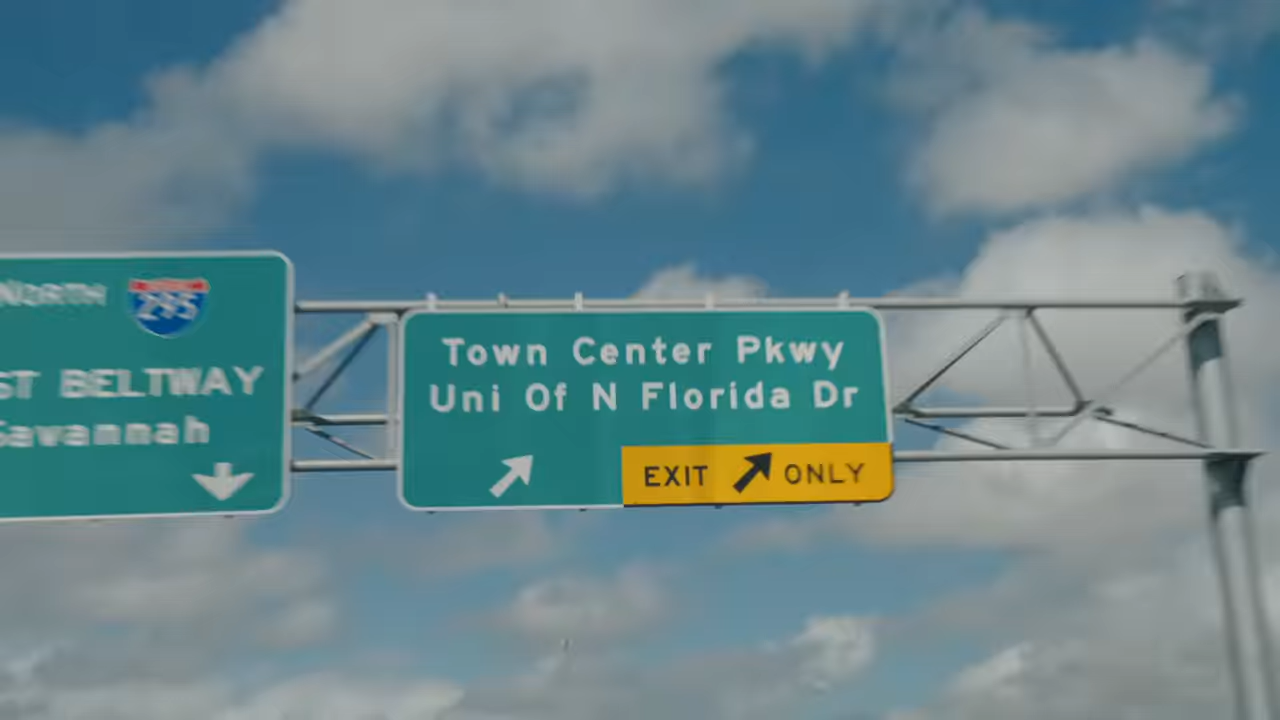 NORTH 295
ST BELTWAY
Savannah
Town Center Pkwy
Uni Of N Florida Dr
EXIT ONLY